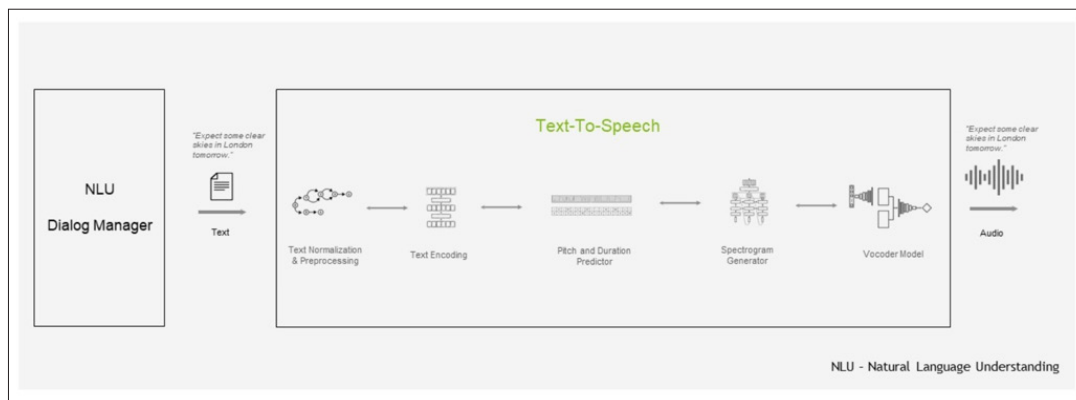 NLU
Dialog Manager
"Expect some clear
skies in London
tomorrow."
Text
Text-To-Speech
Text Normalization
& Preprocessing
Text Encoding
Pitch and Duration
Predictor
Spectrogram
Generator
Vocoder Model
"Expect some clear
skies in London
tomorrow."
Audio
NLU - Natural Language Understanding